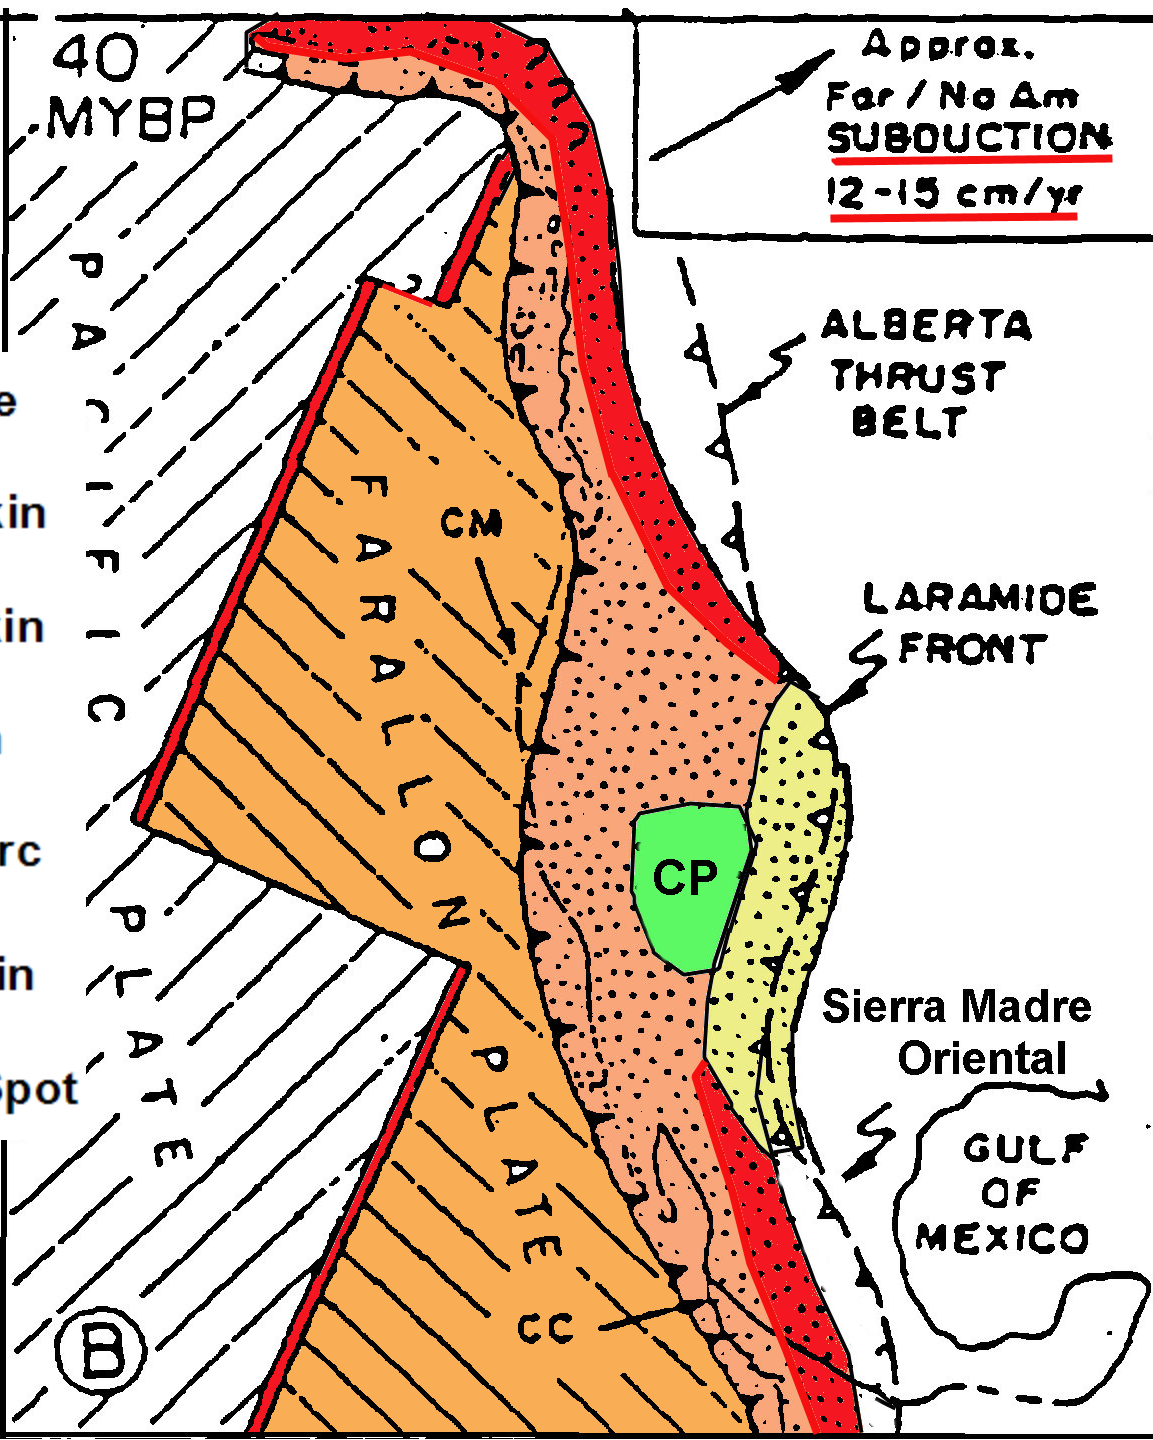 40
MYBP
Approx.
Far / No Am
SUBDUCTION
12-15 cm/yr
PACIFIC PLATE
FARALLON PLATE
ALBERTA
THRUST
BELT
CM
LARAMIDE
FRONT
CP
Sierra Madre
Oriental
GULF
OF
MEXICO
CC
B
e
kin
kin
rc
in
Spot